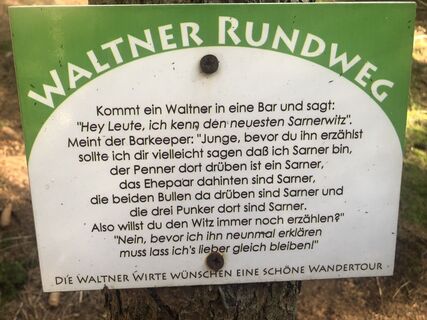 WALTNER RUNDWEG
Kommt ein Waltner in eine Bar und sagt:
"Hey Leute, ich kenn den neuesten Sarnerwitz".
Meint der Barkeeper: "Junge, bevor du ihn erzählst
sollte ich dir vielleicht sagen daß ich Sarner bin,
der Penner dort drüben ist ein Sarner,
das Ehepaar dahinten sind Sarner,
die beiden Bullen da drüben sind Sarner und
die drei Punker dort sind Sarner.
Also willst du den Witz immer noch erzählen?"
"Nein, bevor ich ihn neunmal erklären
muss lass ich's lieber gleich bleiben!"
DIE WALTNER WIRTE WÜNSCHEN EINE SCHÖNE WANDERTOUR